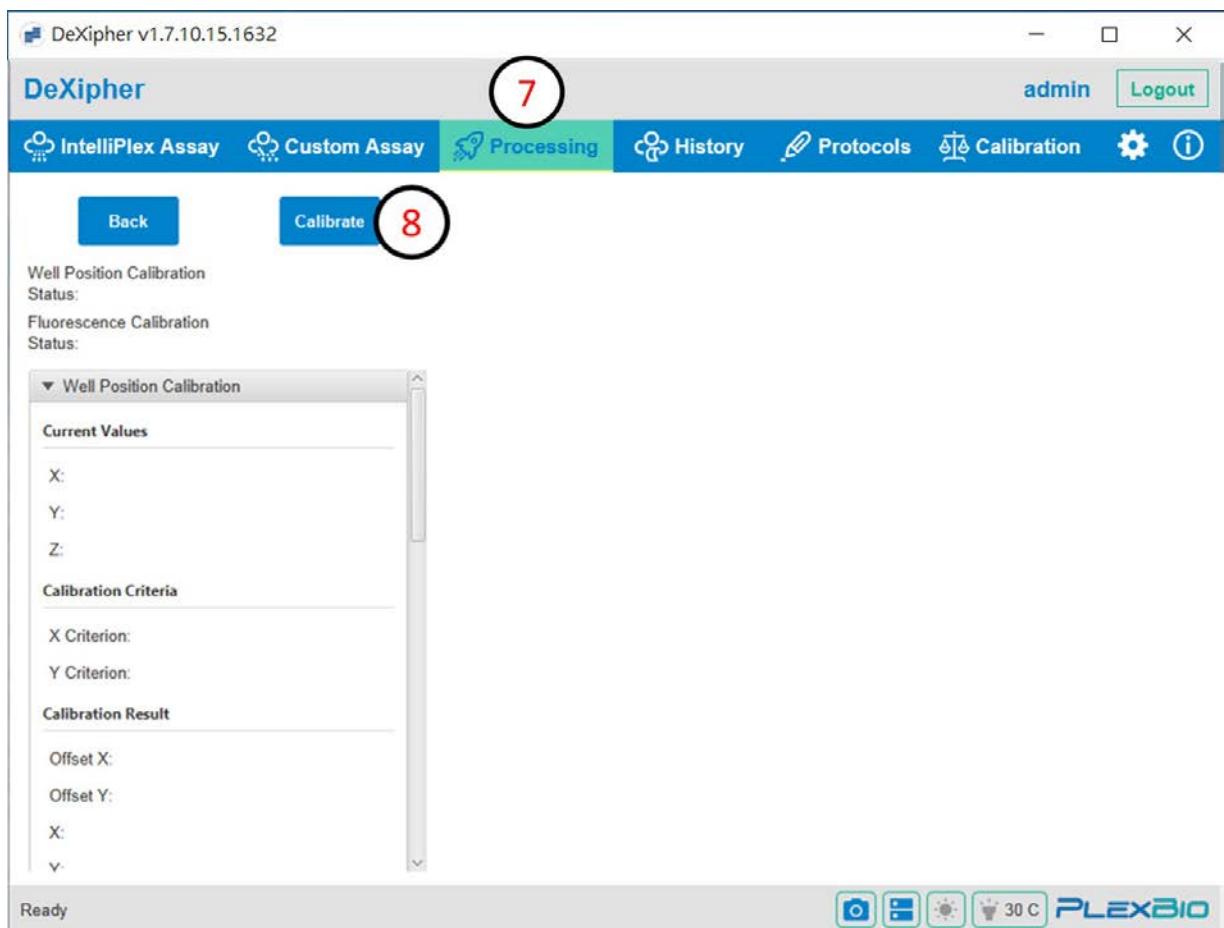 DeXipher v1.7.10.15.1632
DeXipher
7
admin
Logout
IntelliPlex Assay
Custom Assay
Processing
History
Protocols
Calibration
Back
Calibrate
8
Well Position Calibration
Status:
Fluorescence Calibration
Status:
Well Position Calibration
Current Values
X:
Y:
Z:
Calibration Criteria
X Criterion:
Y Criterion:
Calibration Result
Offset X:
Offset Y:
X:
Y:
Ready
30 C
PLEXBIO